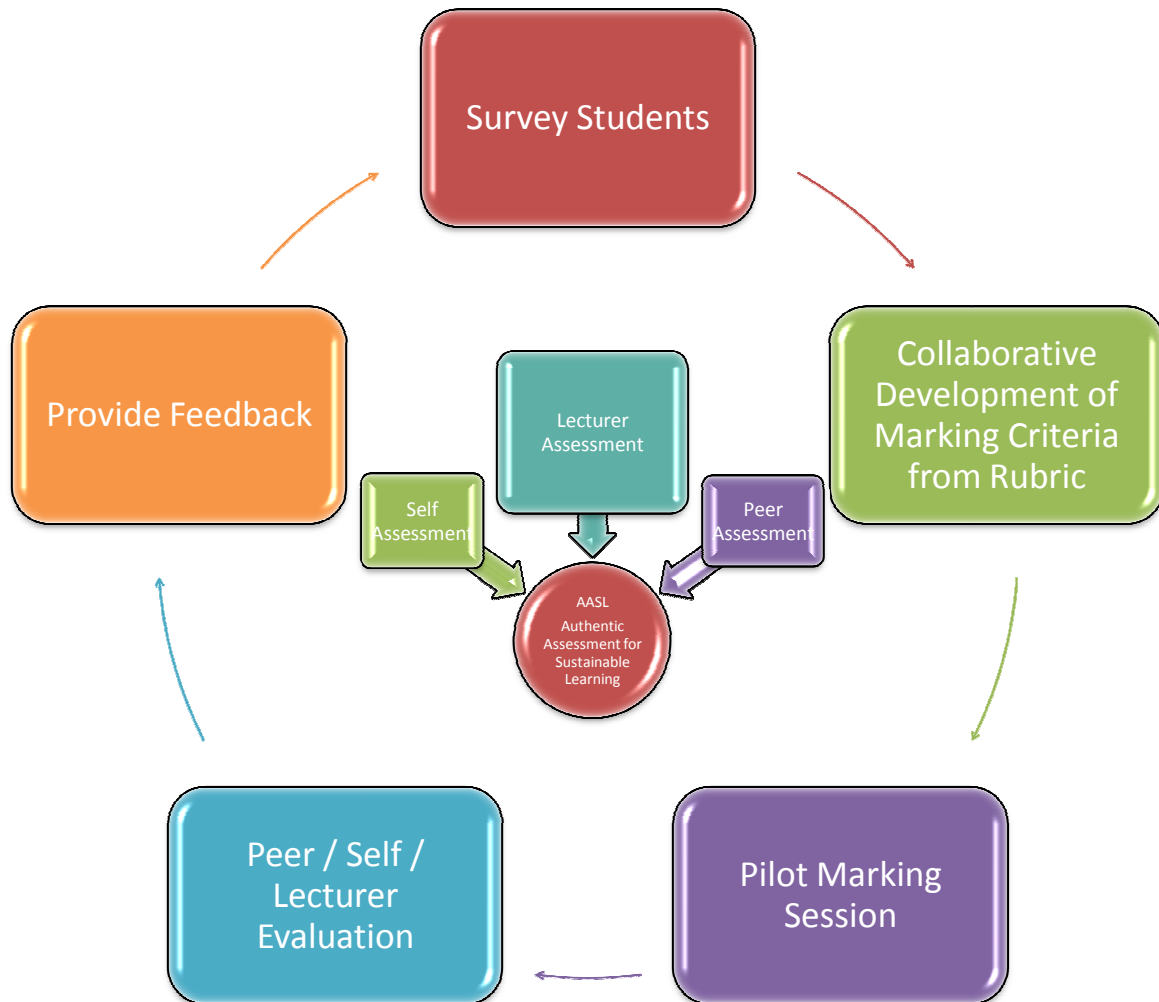 Survey Students
Collaborative
Development of
Marking Criteria
from Rubric
Provide Feedback
Lecturer
Assessment
Self
Assessment
Peer
Assessment
AASL
Authentic
Assessment for
Sustainable
Learning
Peer / Self /
Lecturer
Evaluation
Pilot Marking
Session